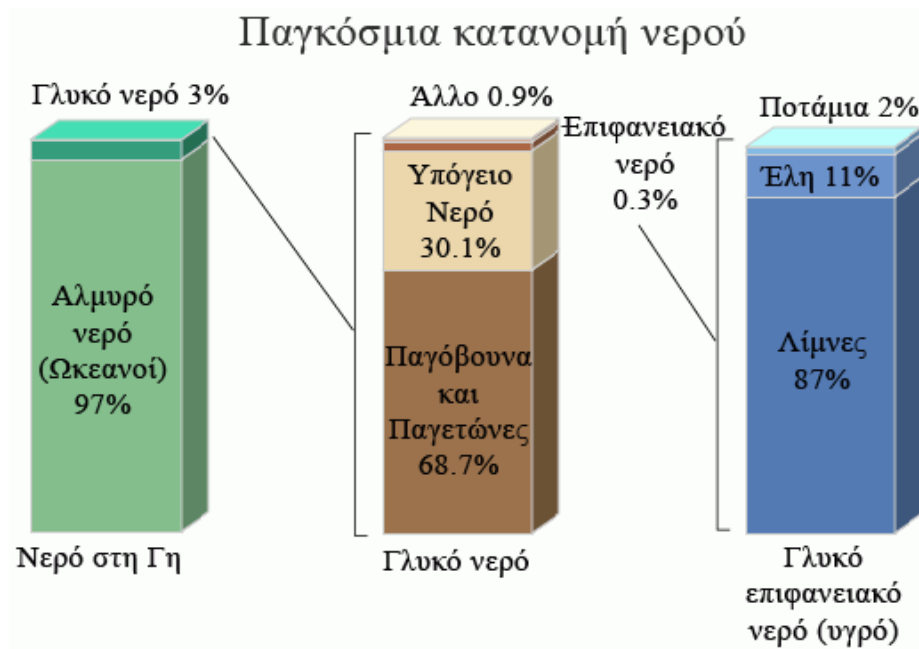 Παγκόσμια κατανομή νερού
Γλυκό νερό 3%
Αλμυρό
νερό
(Ωκεανοί)
97%
Νερό στη Γη
Άλλο 0.9%
Υπόγειο
Νερό
30.1%
Παγόβουνα
και
Παγετώνες
68.7%
Γλυκό νερό
Επιφανειακό
νερό
0.3%
Ποτάμια 2%
Έλη 11%
Λίμνες
87%
Γλυκό
επιφανειακό
νερό (υγρό)